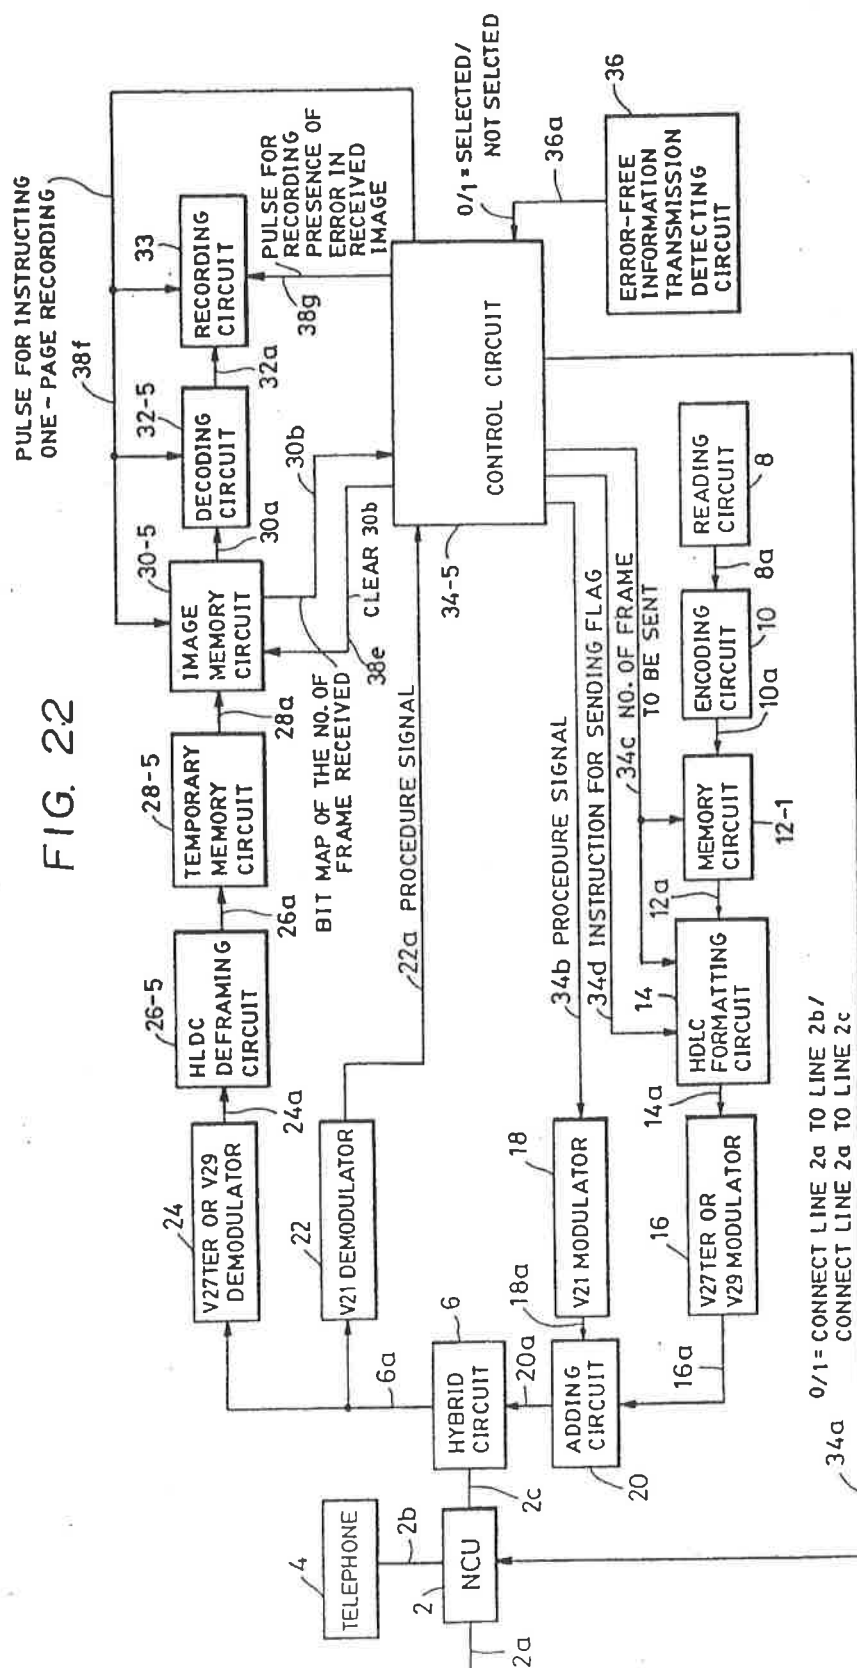 FIG. 22
PULSE FOR INSTRUCTING
ONE-PAGE RECORDING
38f
24
V27TER OR V29
DEMODULATOR
24a
26-5
HLDC
DEFRAMING
CIRCUIT
26a
28-5
TEMPORARY
MEMORY
CIRCUIT
28a
30-5
IMAGE
MEMORY
CIRCUIT
30a
32-5
DECODING
CIRCUIT
32a
33
RECORDING
CIRCUIT
PULSE FOR
RECORDING
PRESENCE OF
ERROR IN
RECEIVED
IMAGE
38g
30b
CLEAR 30b
38e
BIT MAP OF THE NO. OF
FRAME RECEIVED
22
V21 DEMODULATOR
22a PROCEDURE SIGNAL
CONTROL CIRCUIT
34-5
0/1 = SELECTED/
NOT SELCTED
36a
36
ERROR-FREE
INFORMATION
TRANSMISSION
DETECTING
CIRCUIT
4
TELEPHONE
2b
2
NCU
2a
2c
6
HYBRID
CIRCUIT
6a
20a
ADDING
CIRCUIT
20
18
V21 MODULATOR
18a
34b PROCEDURE SIGNAL
34d INSTRUCTION FOR SENDING FLAG
34c NO. OF FRAME
TO BE SENT
16
V27TER OR
V29 MODULATOR
16a
14
HDLC
FORMATTING
CIRCUIT
14a
MEMORY
CIRCUIT
12-1
12a
ENCODING
CIRCUIT
10
10a
READING
CIRCUIT
8
8a
34a
0/1 = CONNECT LINE 2a TO LINE 2b/
CONNECT LINE 2a TO LINE 2c